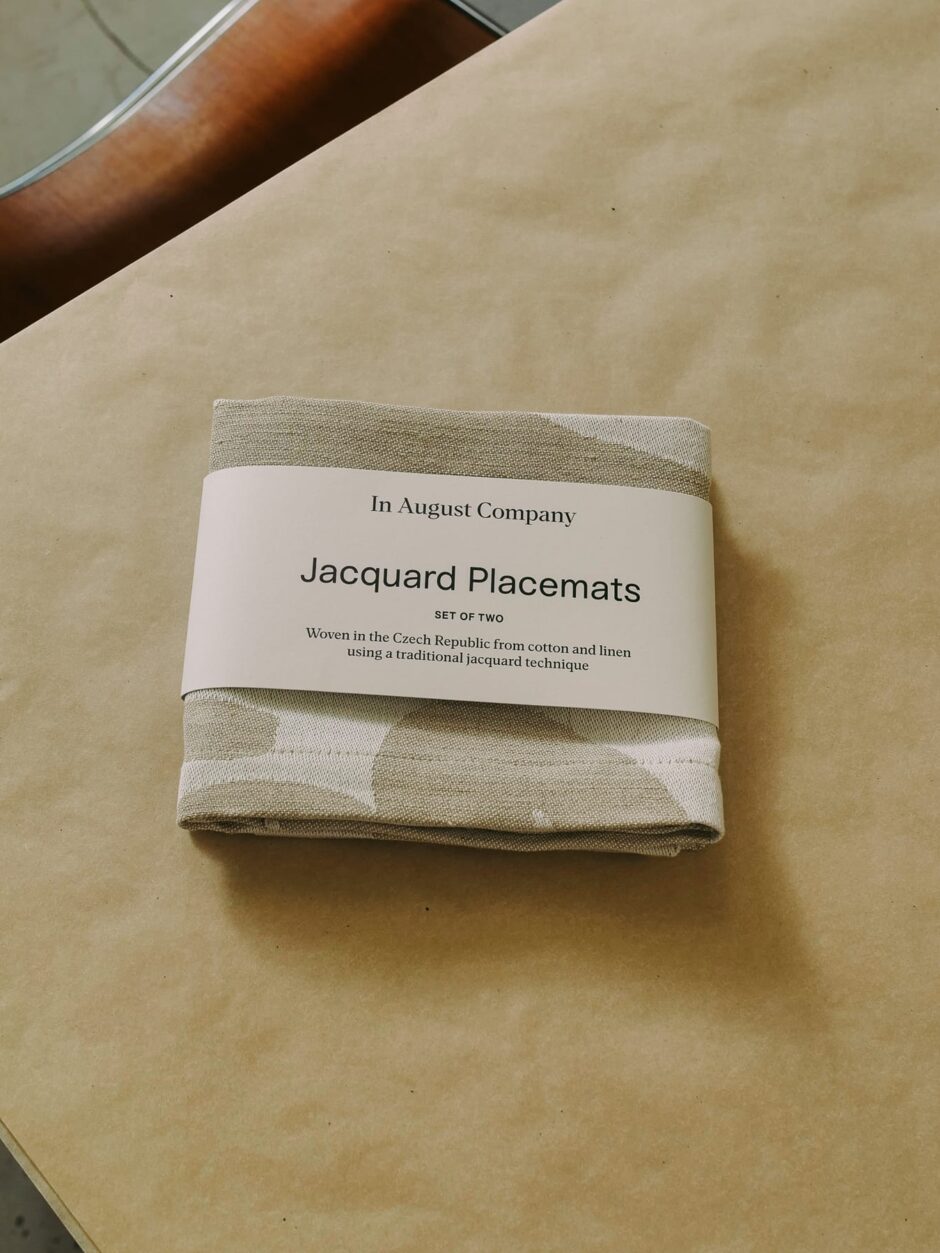 In August Company
Jacquard Placemats
SET OF TWO
Woven in the Czech Republic from cotton and linen
using a traditional jacquard technique